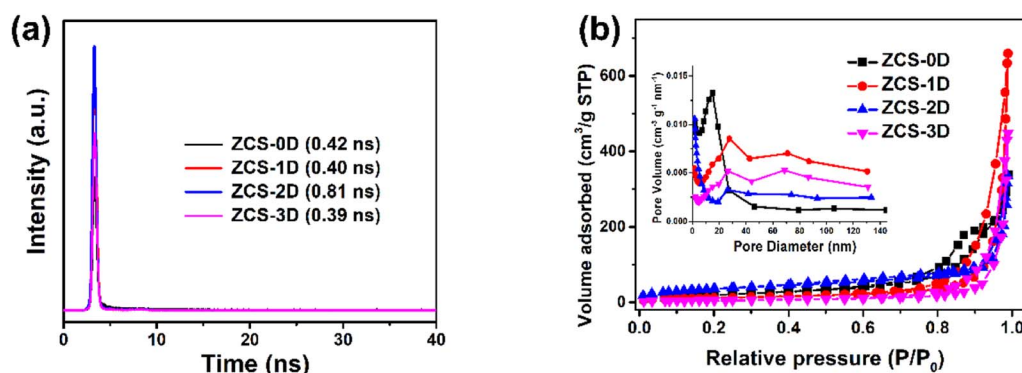 (a)
Intensity (a.u.)
ZCS-0D (0.42 ns)
ZCS-1D (0.40 ns)
ZCS-2D (0.81 ns)
ZCS-3D (0.39 ns)
0 10 20 30 40
Time (ns)
(b)
Volume adsorbed (cm³/g STP)
600
400
200
0
ZCS-0D
ZCS-1D
ZCS-2D
ZCS-3D
Pore Volume (cm⁻³ g⁻¹ nm⁻¹)
0.015
0.010
0.005
0.000
0 20 40 60 80 100 120 140
Pore Diameter (nm)
0.0 0.2 0.4 0.6 0.8 1.0
Relative pressure (P/P₀)